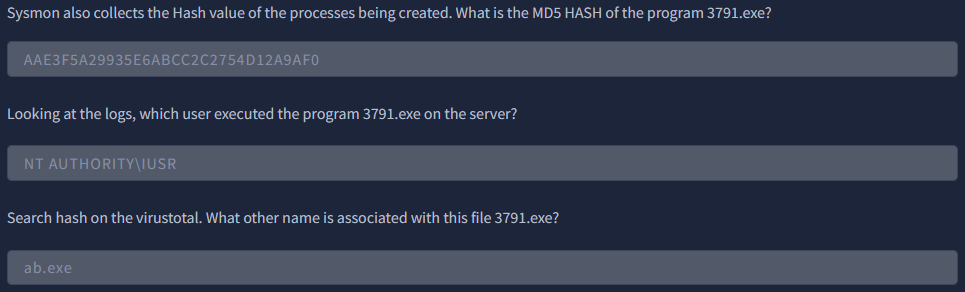 Sysmon also collects the Hash value of the processes being created. What is the MD5 HASH of the program 3791.exe?
AAE3F5A29935E6ABCC2C2754D12A9AF0
Looking at the logs, which user executed the program 3791.exe on the server?
NT AUTHORITY\IUSR
Search hash on the virustotal. What other name is associated with this file 3791.exe?
ab.exe